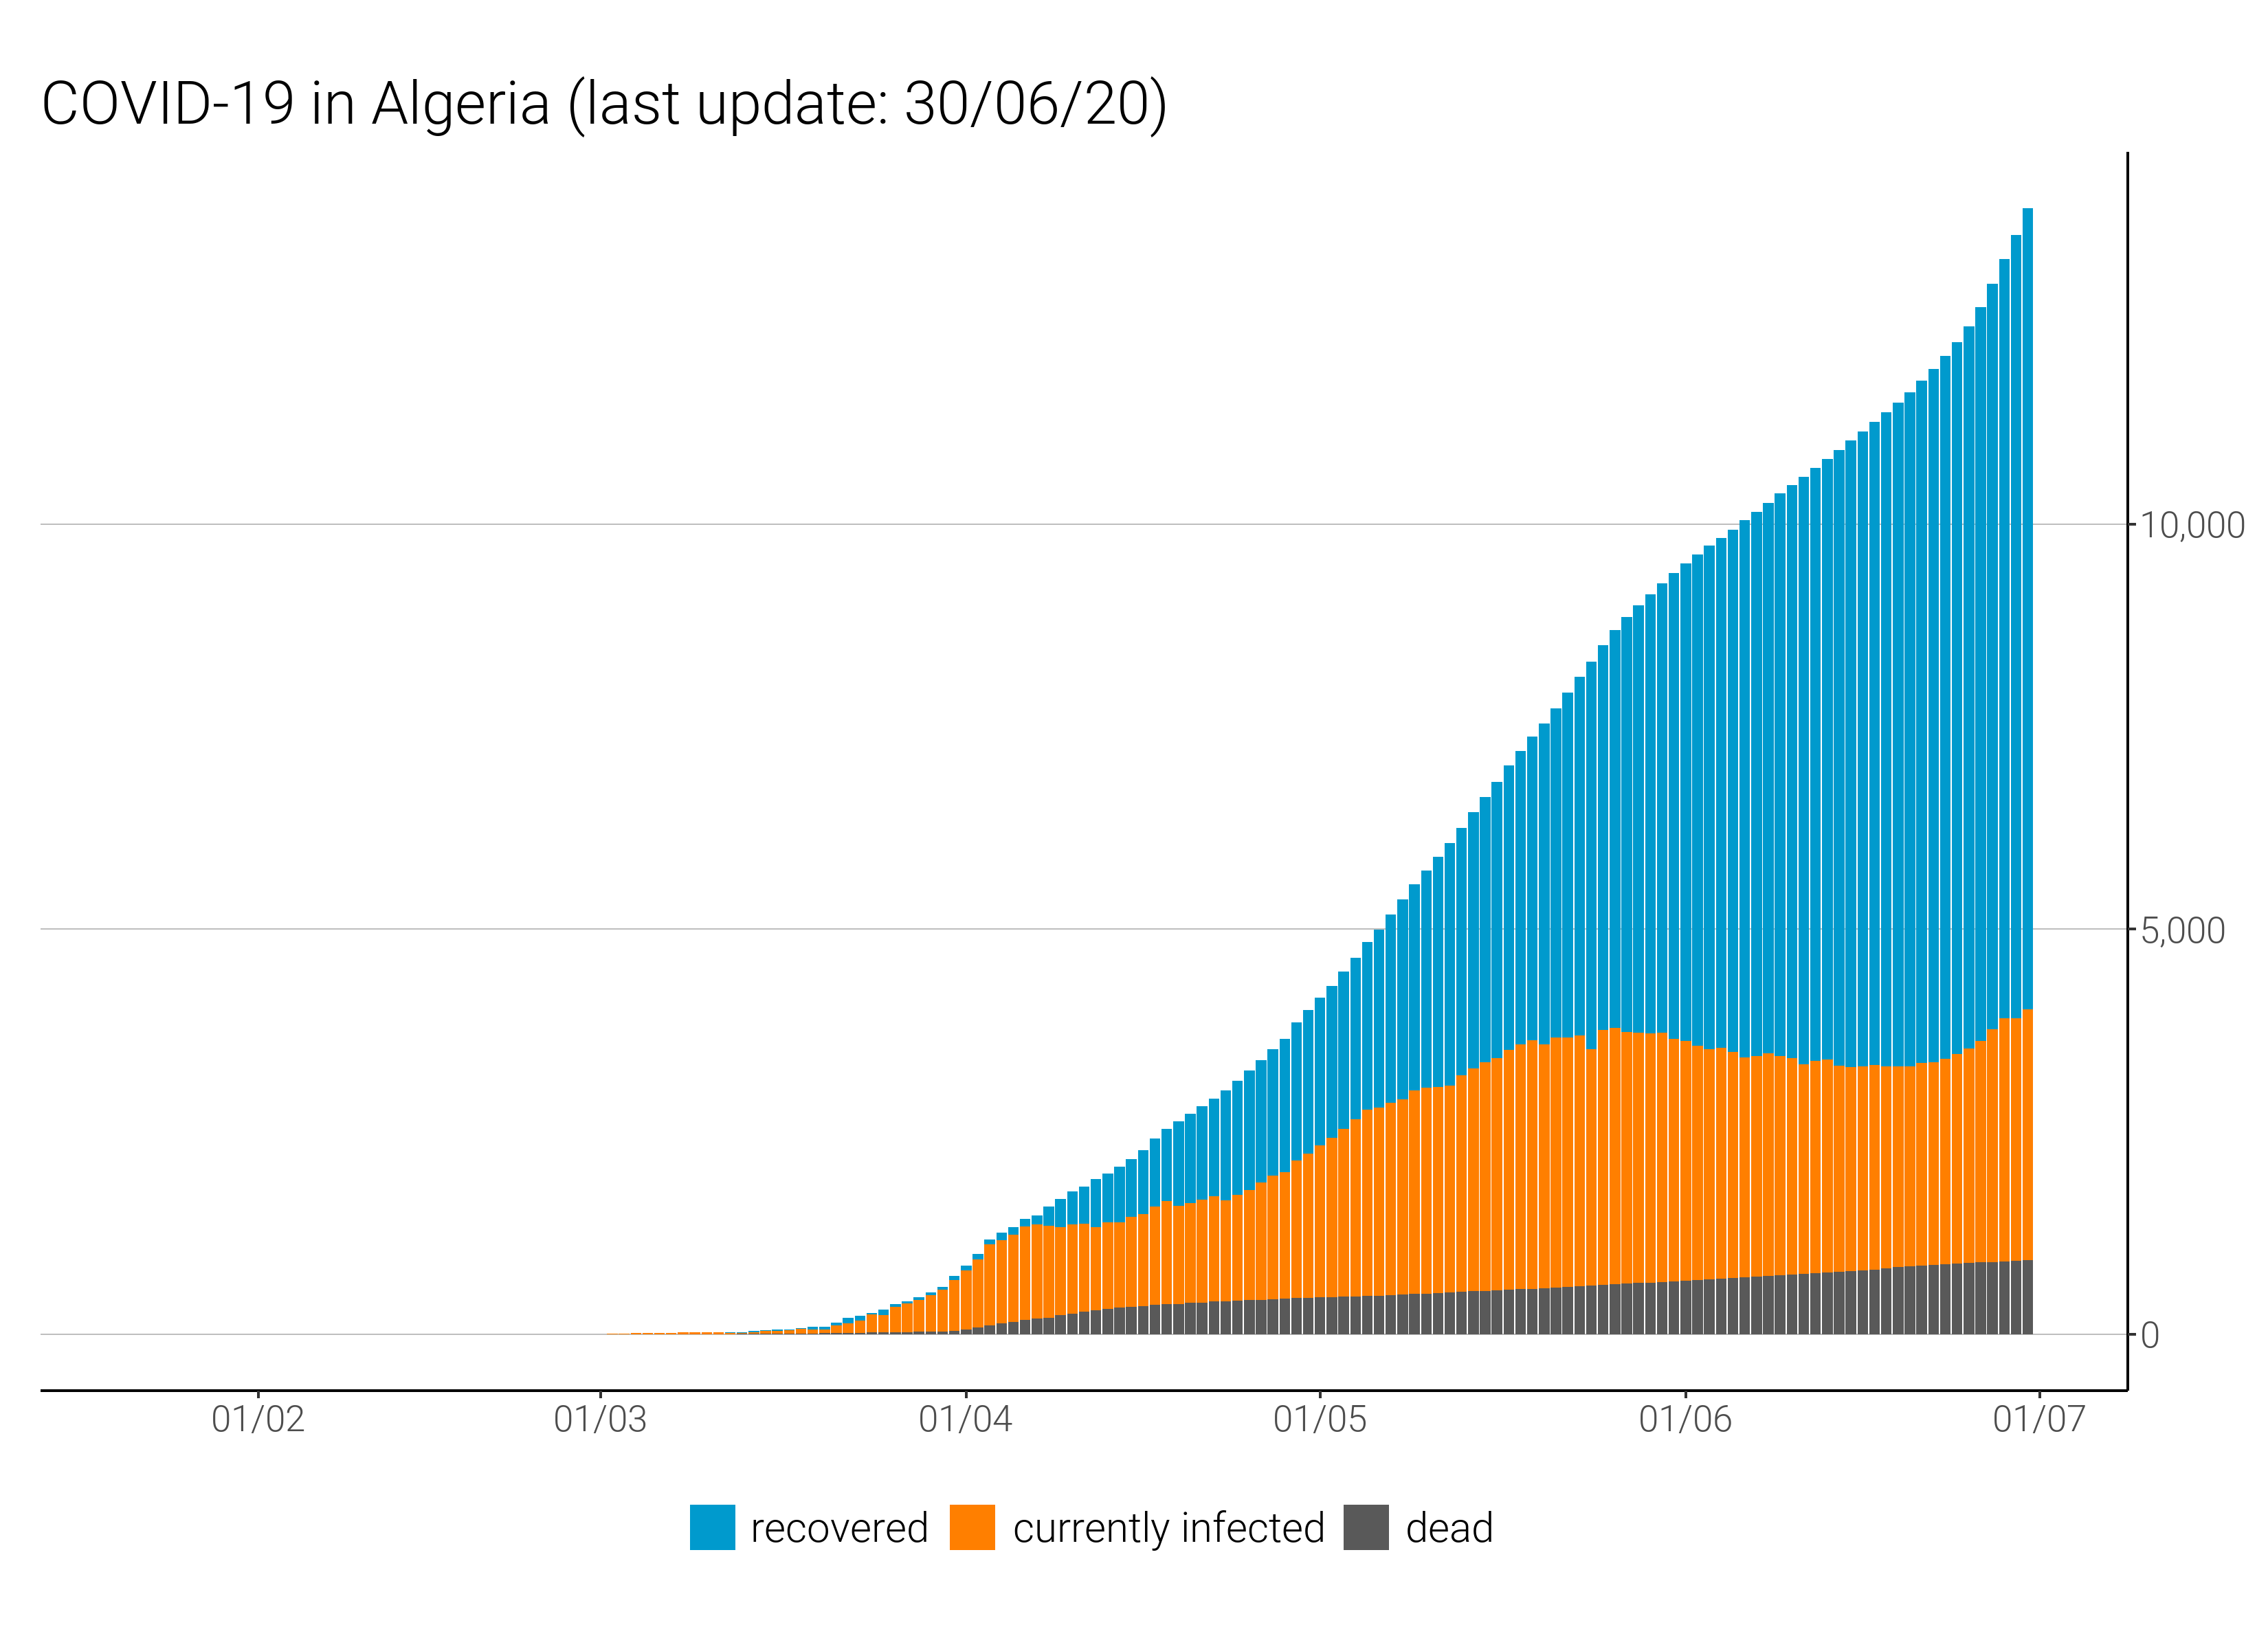 COVID-19 in Algeria (last update: 30/06/20)
10,000
5,000
0
01/02 01/03 01/04 01/05 01/06 01/07
recovered currently infected dead